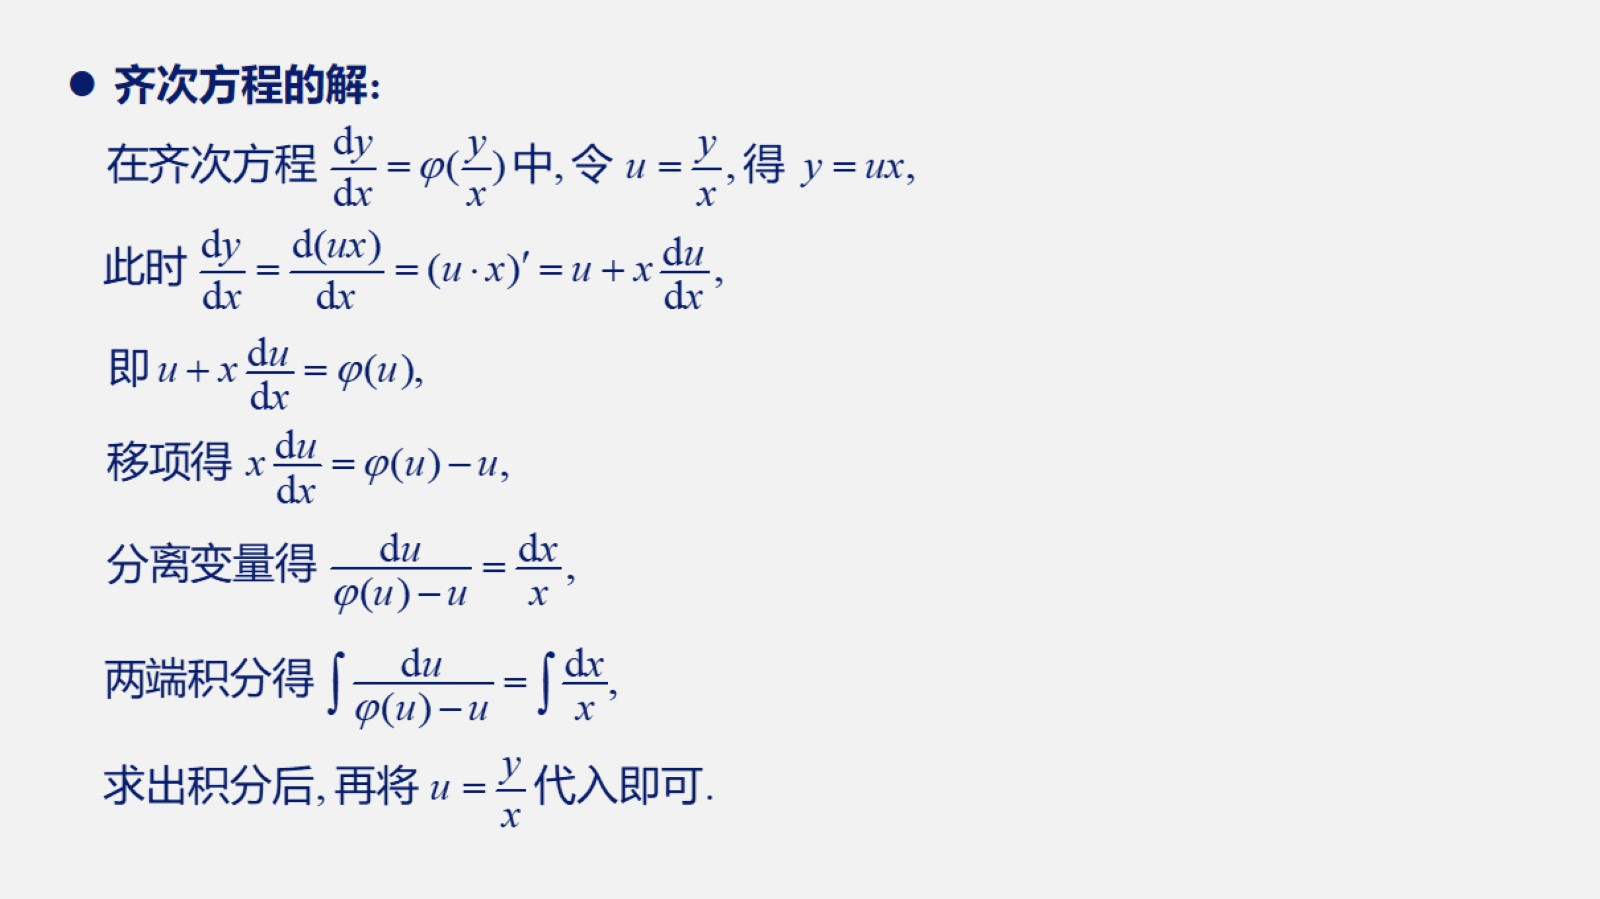 ● 齐次方程的解:
在齐次方程 dy/dx = φ(y/x) 中, 令 u = y/x, 得 y = ux,
此时 dy/dx = d(ux)/dx = (u·x)′ = u + x du/dx,
即 u + x du/dx = φ(u),
移项得 x du/dx = φ(u) − u,
分离变量得 du/(φ(u) − u) = dx/x,
两端积分得 ∫ du/(φ(u) − u) = ∫ dx/x,
求出积分后, 再将 u = y/x 代入即可.